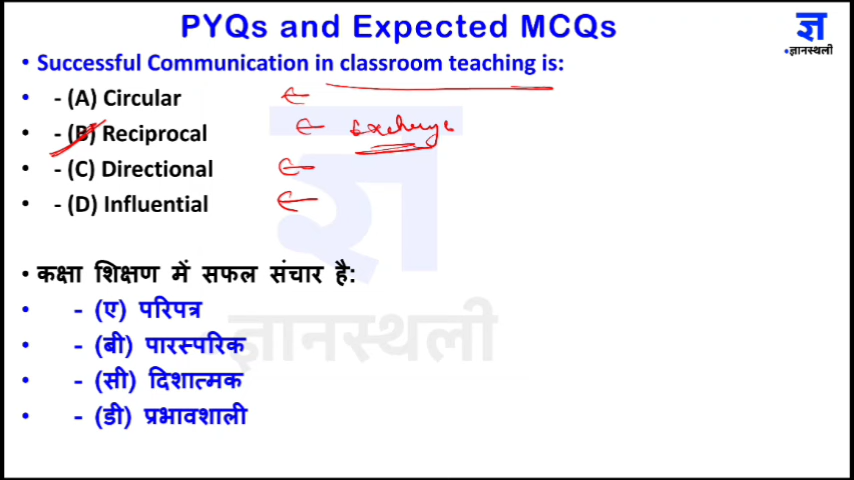 PYQs and Expected MCQs
ज्ञ
ज्ञानस्थली
• Successful Communication in classroom teaching is:
• - (A) Circular
• - (B) Reciprocal
Exchange
• - (C) Directional
• - (D) Influential
• कक्षा शिक्षण में सफल संचार है:
• - (ए) परिपत्र
• - (बी) पारस्परिक
• - (सी) दिशात्मक
• - (डी) प्रभावशाली
ज्ञ
ज्ञानस्थली